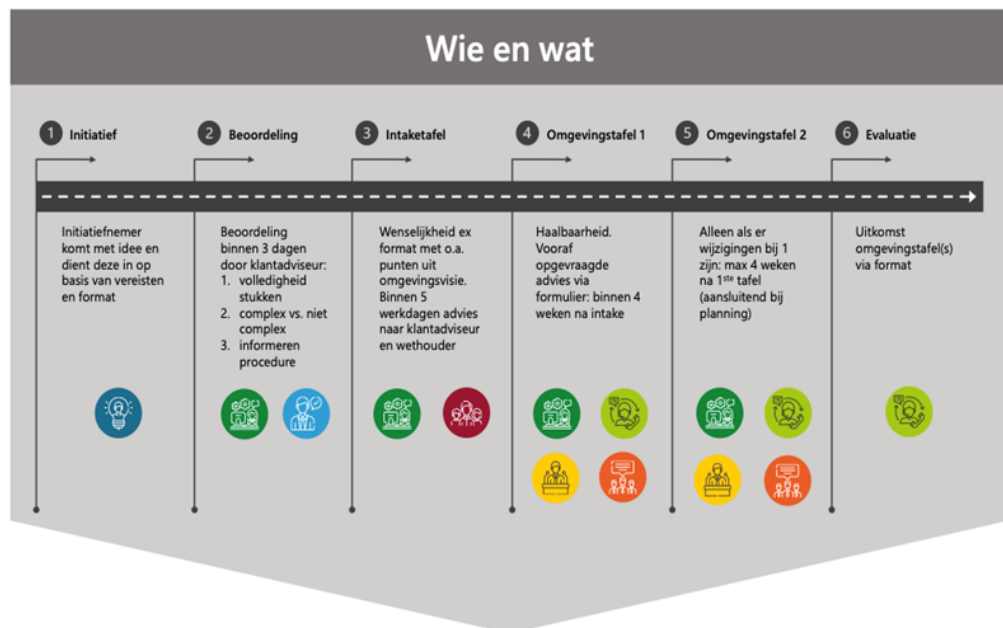 Wie en wat
1 Initiatief
2 Beoordeling
3 Intaketafel
4 Omgevingstafel 1
5 Omgevingstafel 2
6 Evaluatie
Initiatiefnemer
komt met idee en
dient deze in op
basis van vereisten
en format
Beoordeling
binnen 3 dagen
door klantadviseur:
1. volledigheid
stukken
2. complex vs. niet
complex
3. informeren
procedure
Wenselijkheid ex
format met o.a.
punten uit
omgevingsvisie.
Binnen 5
werkdagen advies
naar klantadviseur
en wethouder
Haalbaarheid.
Vooraf
opgevraagde
advies via
formulier: binnen 4
weken na intake
Alleen als er
wijzigingen bij 1
zijn: max 4 weken
na 1ste tafel
(aansluitend bij
planning)
Uitkomst
omgevingstafel(s)
via format